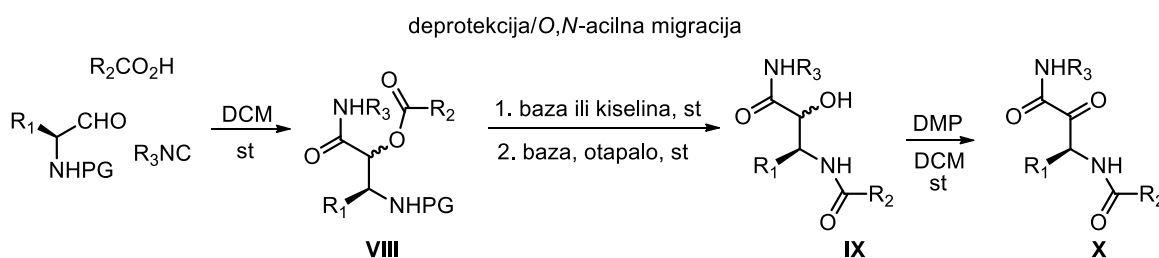 deprotekcija/O,N-acilna migracija
R2CO2H
R1
CHO
NHPG
R3NC
DCM
st
NHR3
O
O
R2
O
R1
NHPG
VIII
1. baza ili kiselina, st
2. baza, otapalo, st
NHR3
O
OH
R1
NH
O
R2
IX
DMP
DCM
st
NHR3
O
O
R1
NH
O
R2
X